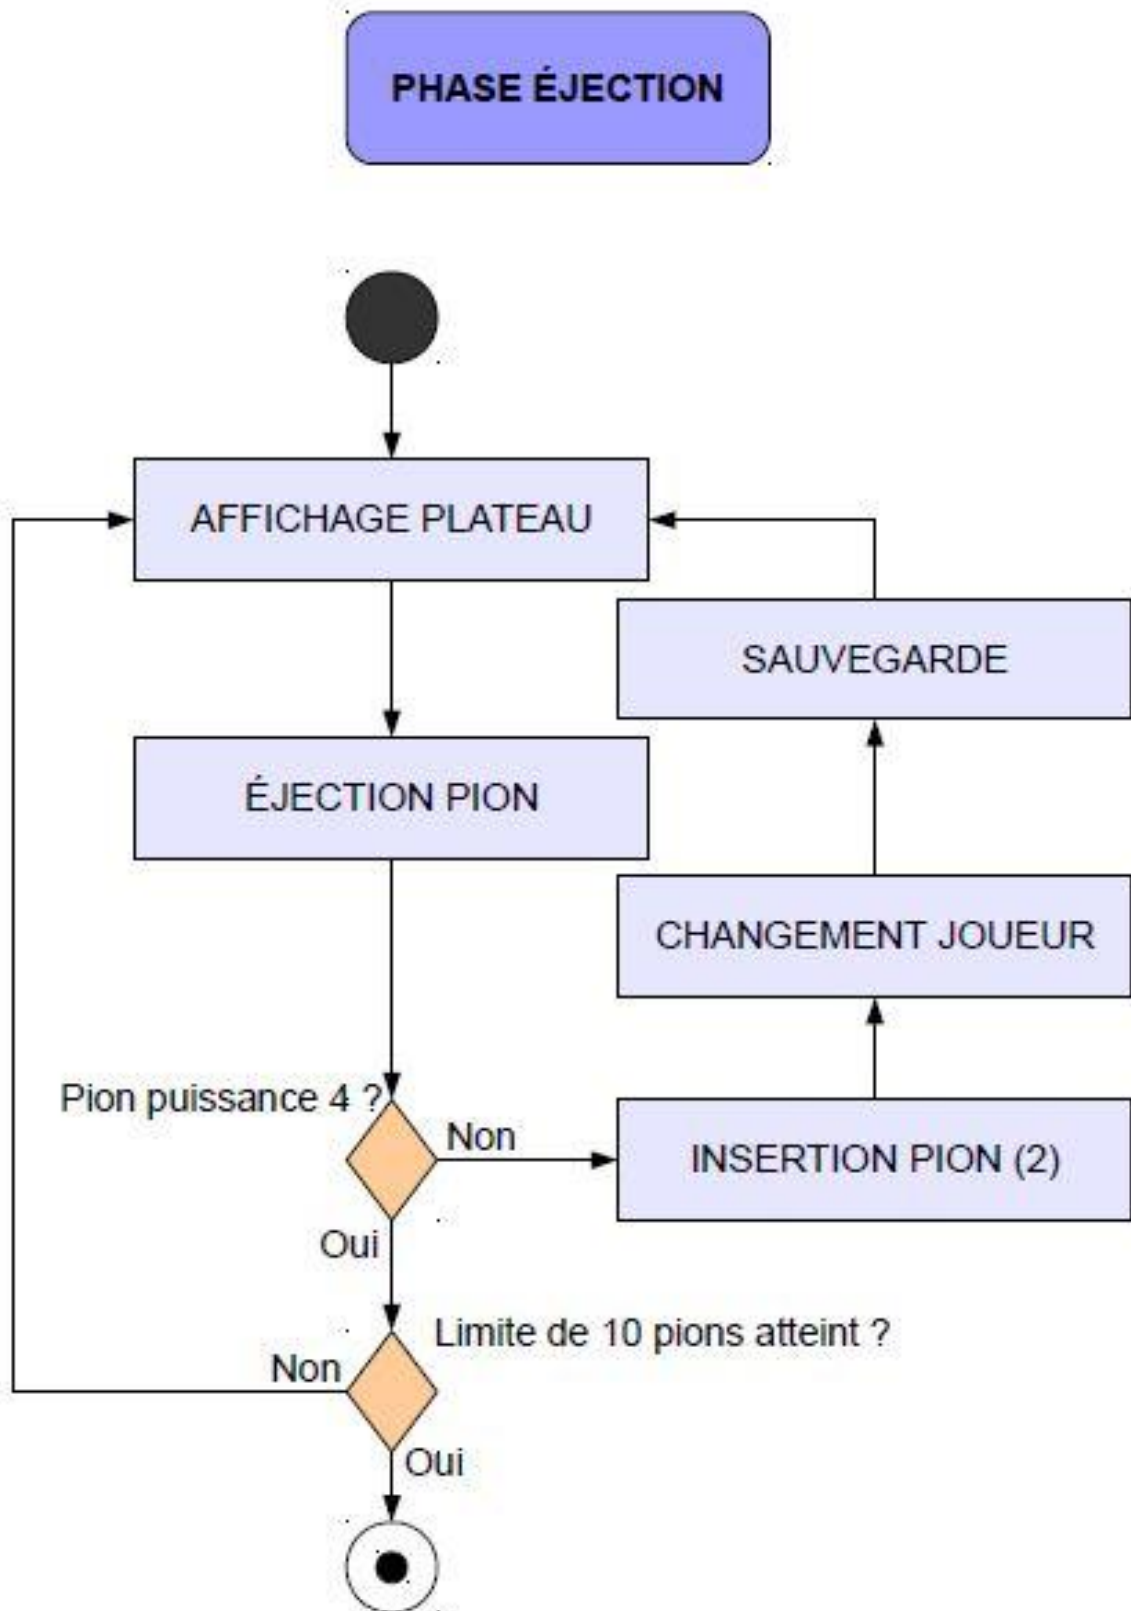 PHASE ÉJECTION
AFFICHAGE PLATEAU
SAUVEGARDE
ÉJECTION PION
CHANGEMENT JOUEUR
Pion puissance 4 ?
Non
INSERTION PION (2)
Oui
Limite de 10 pions atteint ?
Non
Oui